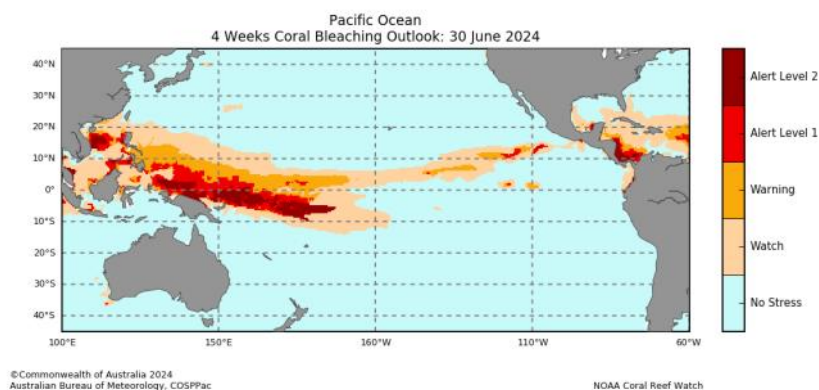 Pacific Ocean
4 Weeks Coral Bleaching Outlook: 30 June 2024
40°N
30°N
20°N
10°N
0°
10°S
20°S
30°S
40°S
100°E
150°E
160°W
110°W
60°W
Alert Level 2
Alert Level 1
Warning
Watch
No Stress
©Commonwealth of Australia 2024
Australian Bureau of Meteorology, COSPPac
NOAA Coral Reef Watch